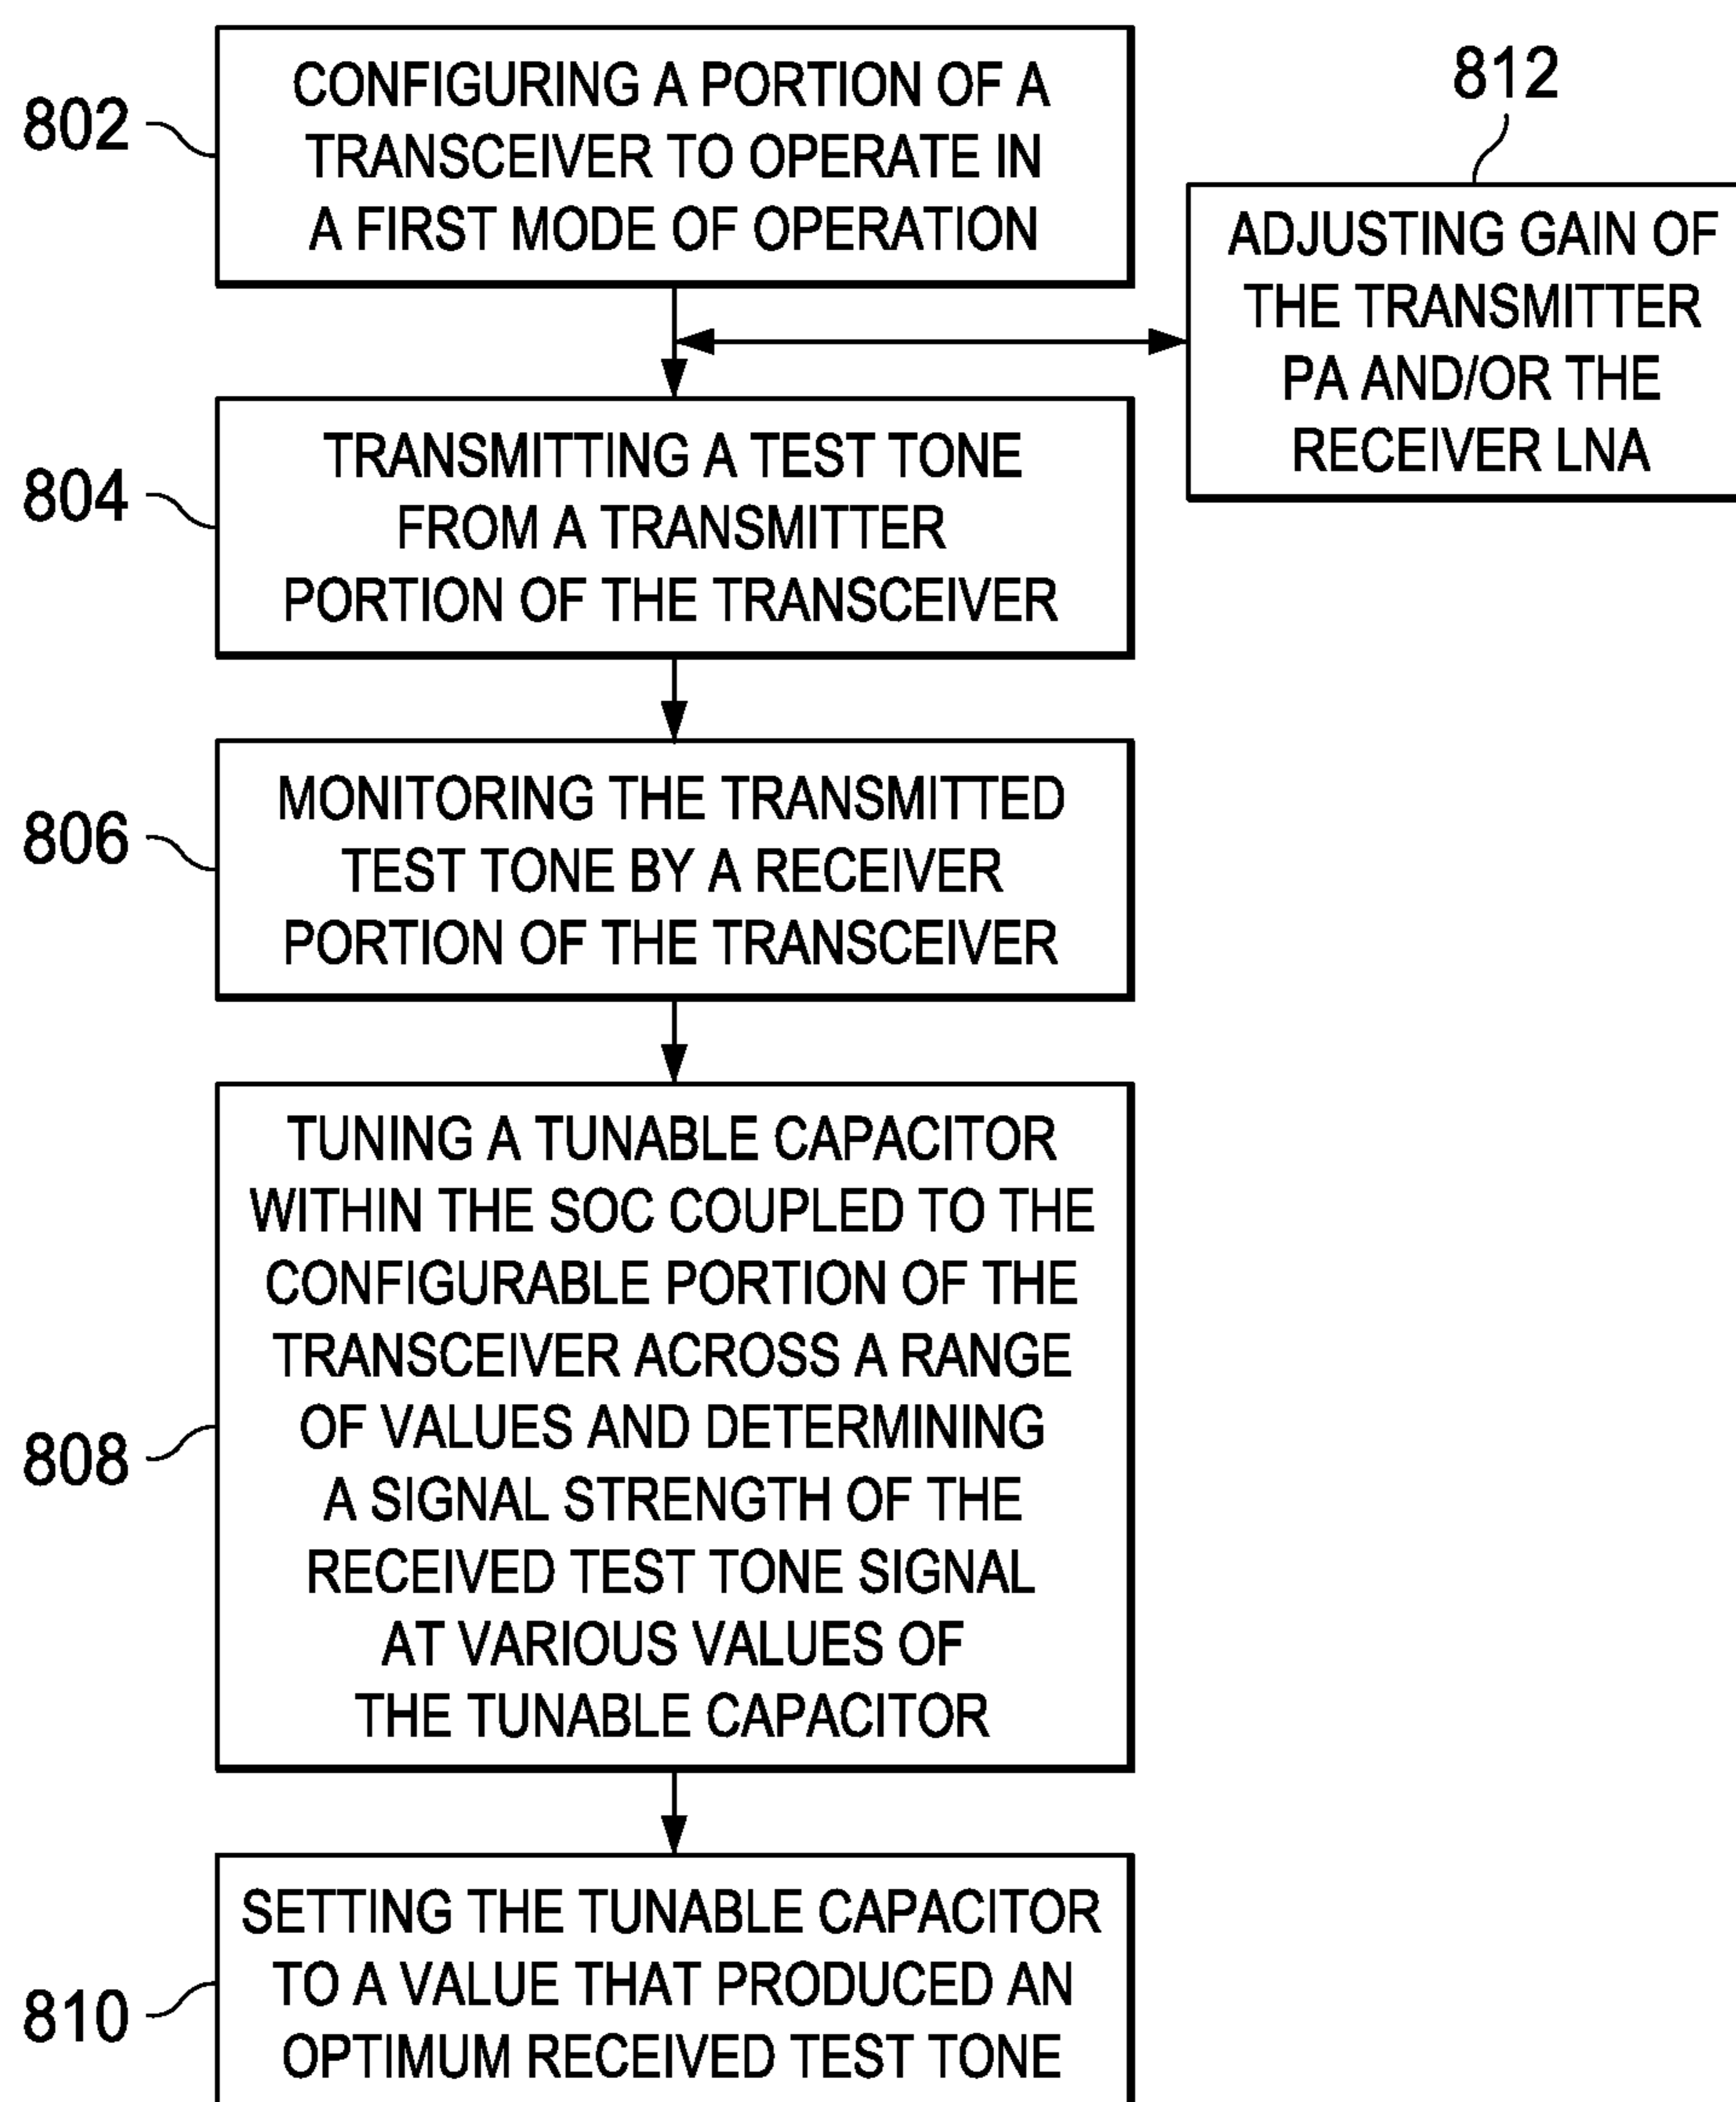 802
CONFIGURING A PORTION OF A
TRANSCEIVER TO OPERATE IN
A FIRST MODE OF OPERATION
812
ADJUSTING GAIN OF
THE TRANSMITTER
PA AND/OR THE
RECEIVER LNA
804
TRANSMITTING A TEST TONE
FROM A TRANSMITTER
PORTION OF THE TRANSCEIVER
806
MONITORING THE TRANSMITTED
TEST TONE BY A RECEIVER
PORTION OF THE TRANSCEIVER
808
TUNING A TUNABLE CAPACITOR
WITHIN THE SOC COUPLED TO THE
CONFIGURABLE PORTION OF THE
TRANSCEIVER ACROSS A RANGE
OF VALUES AND DETERMINING
A SIGNAL STRENGTH OF THE
RECEIVED TEST TONE SIGNAL
AT VARIOUS VALUES OF
THE TUNABLE CAPACITOR
810
SETTING THE TUNABLE CAPACITOR
TO A VALUE THAT PRODUCED AN
OPTIMUM RECEIVED TEST TONE